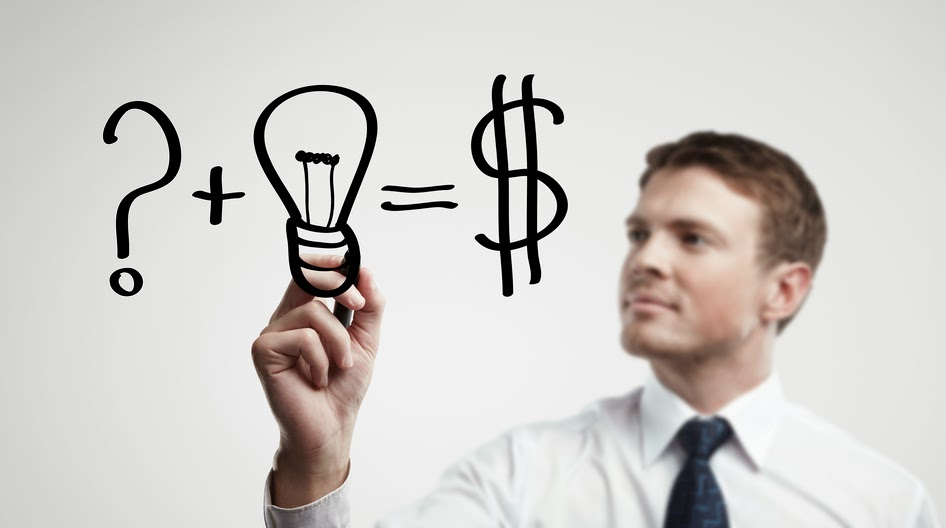 ? + = $